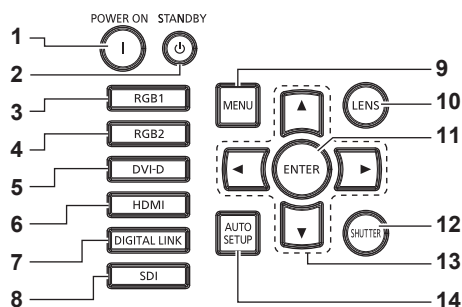 POWER ON STANDBY
1
2
3 RGB1
4 RGB2
5 DVI-D
6 HDMI
7 DIGITAL LINK
8 SDI
MENU
LENS
ENTER
AUTO
SETUP
SHUTTER
9
10
11
12
13
14